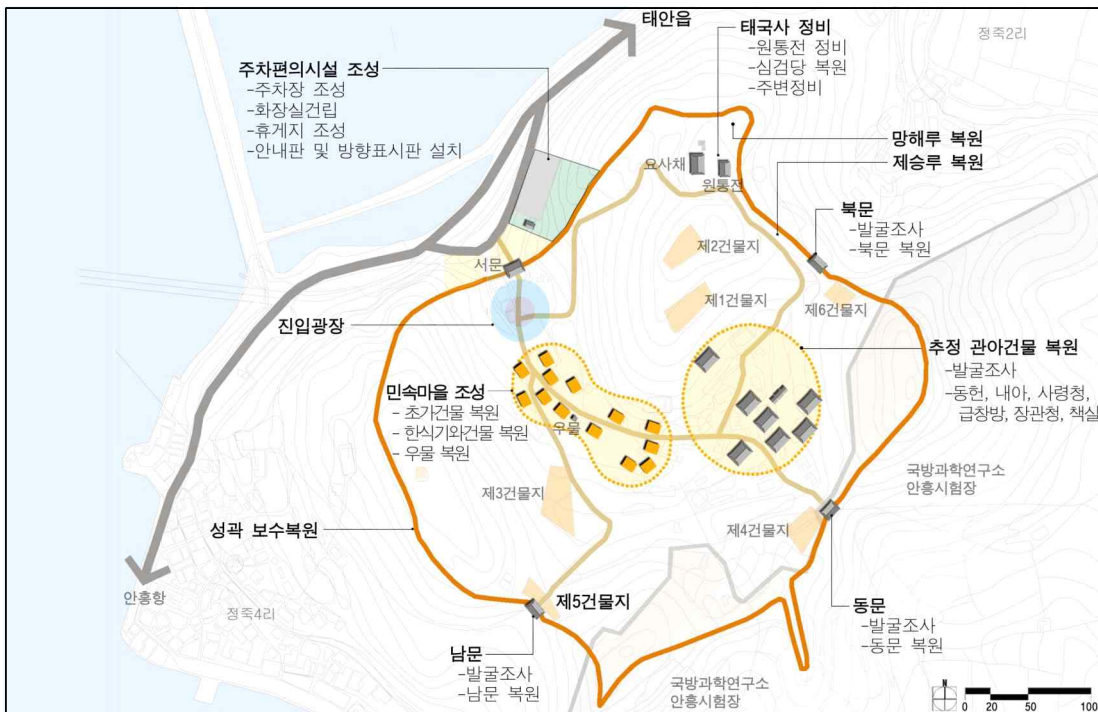 태안읍
태국사 정비
-원통전 정비
-심검당 복원
-주변정비
정죽2리
주차편의시설 조성
-주차장 조성
-화장실건립
-휴게지 조성
-안내판 및 방향표시판 설치
망해루 복원
제승루 복원
요사채
원통전
북문
-발굴조사
-북문 복원
제2건물지
서문
제1건물지
제6건물지
진입광장
추정 관아건물 복원
-발굴조사
-동헌, 내아, 사령청,
급창방, 장관청, 책실
민속마을 조성
- 초가건물 복원
- 한식기와건물 복원
- 우물 복원
우물
국방과학연구소
안흥시험장
제3건물지
성곽 보수복원
제4건물지
안흥항
정죽4리
제5건물지
동문
-발굴조사
-동문 복원
남문
-발굴조사
-남문 복원
국방과학연구소
안흥시험장
N
0 20 50 100